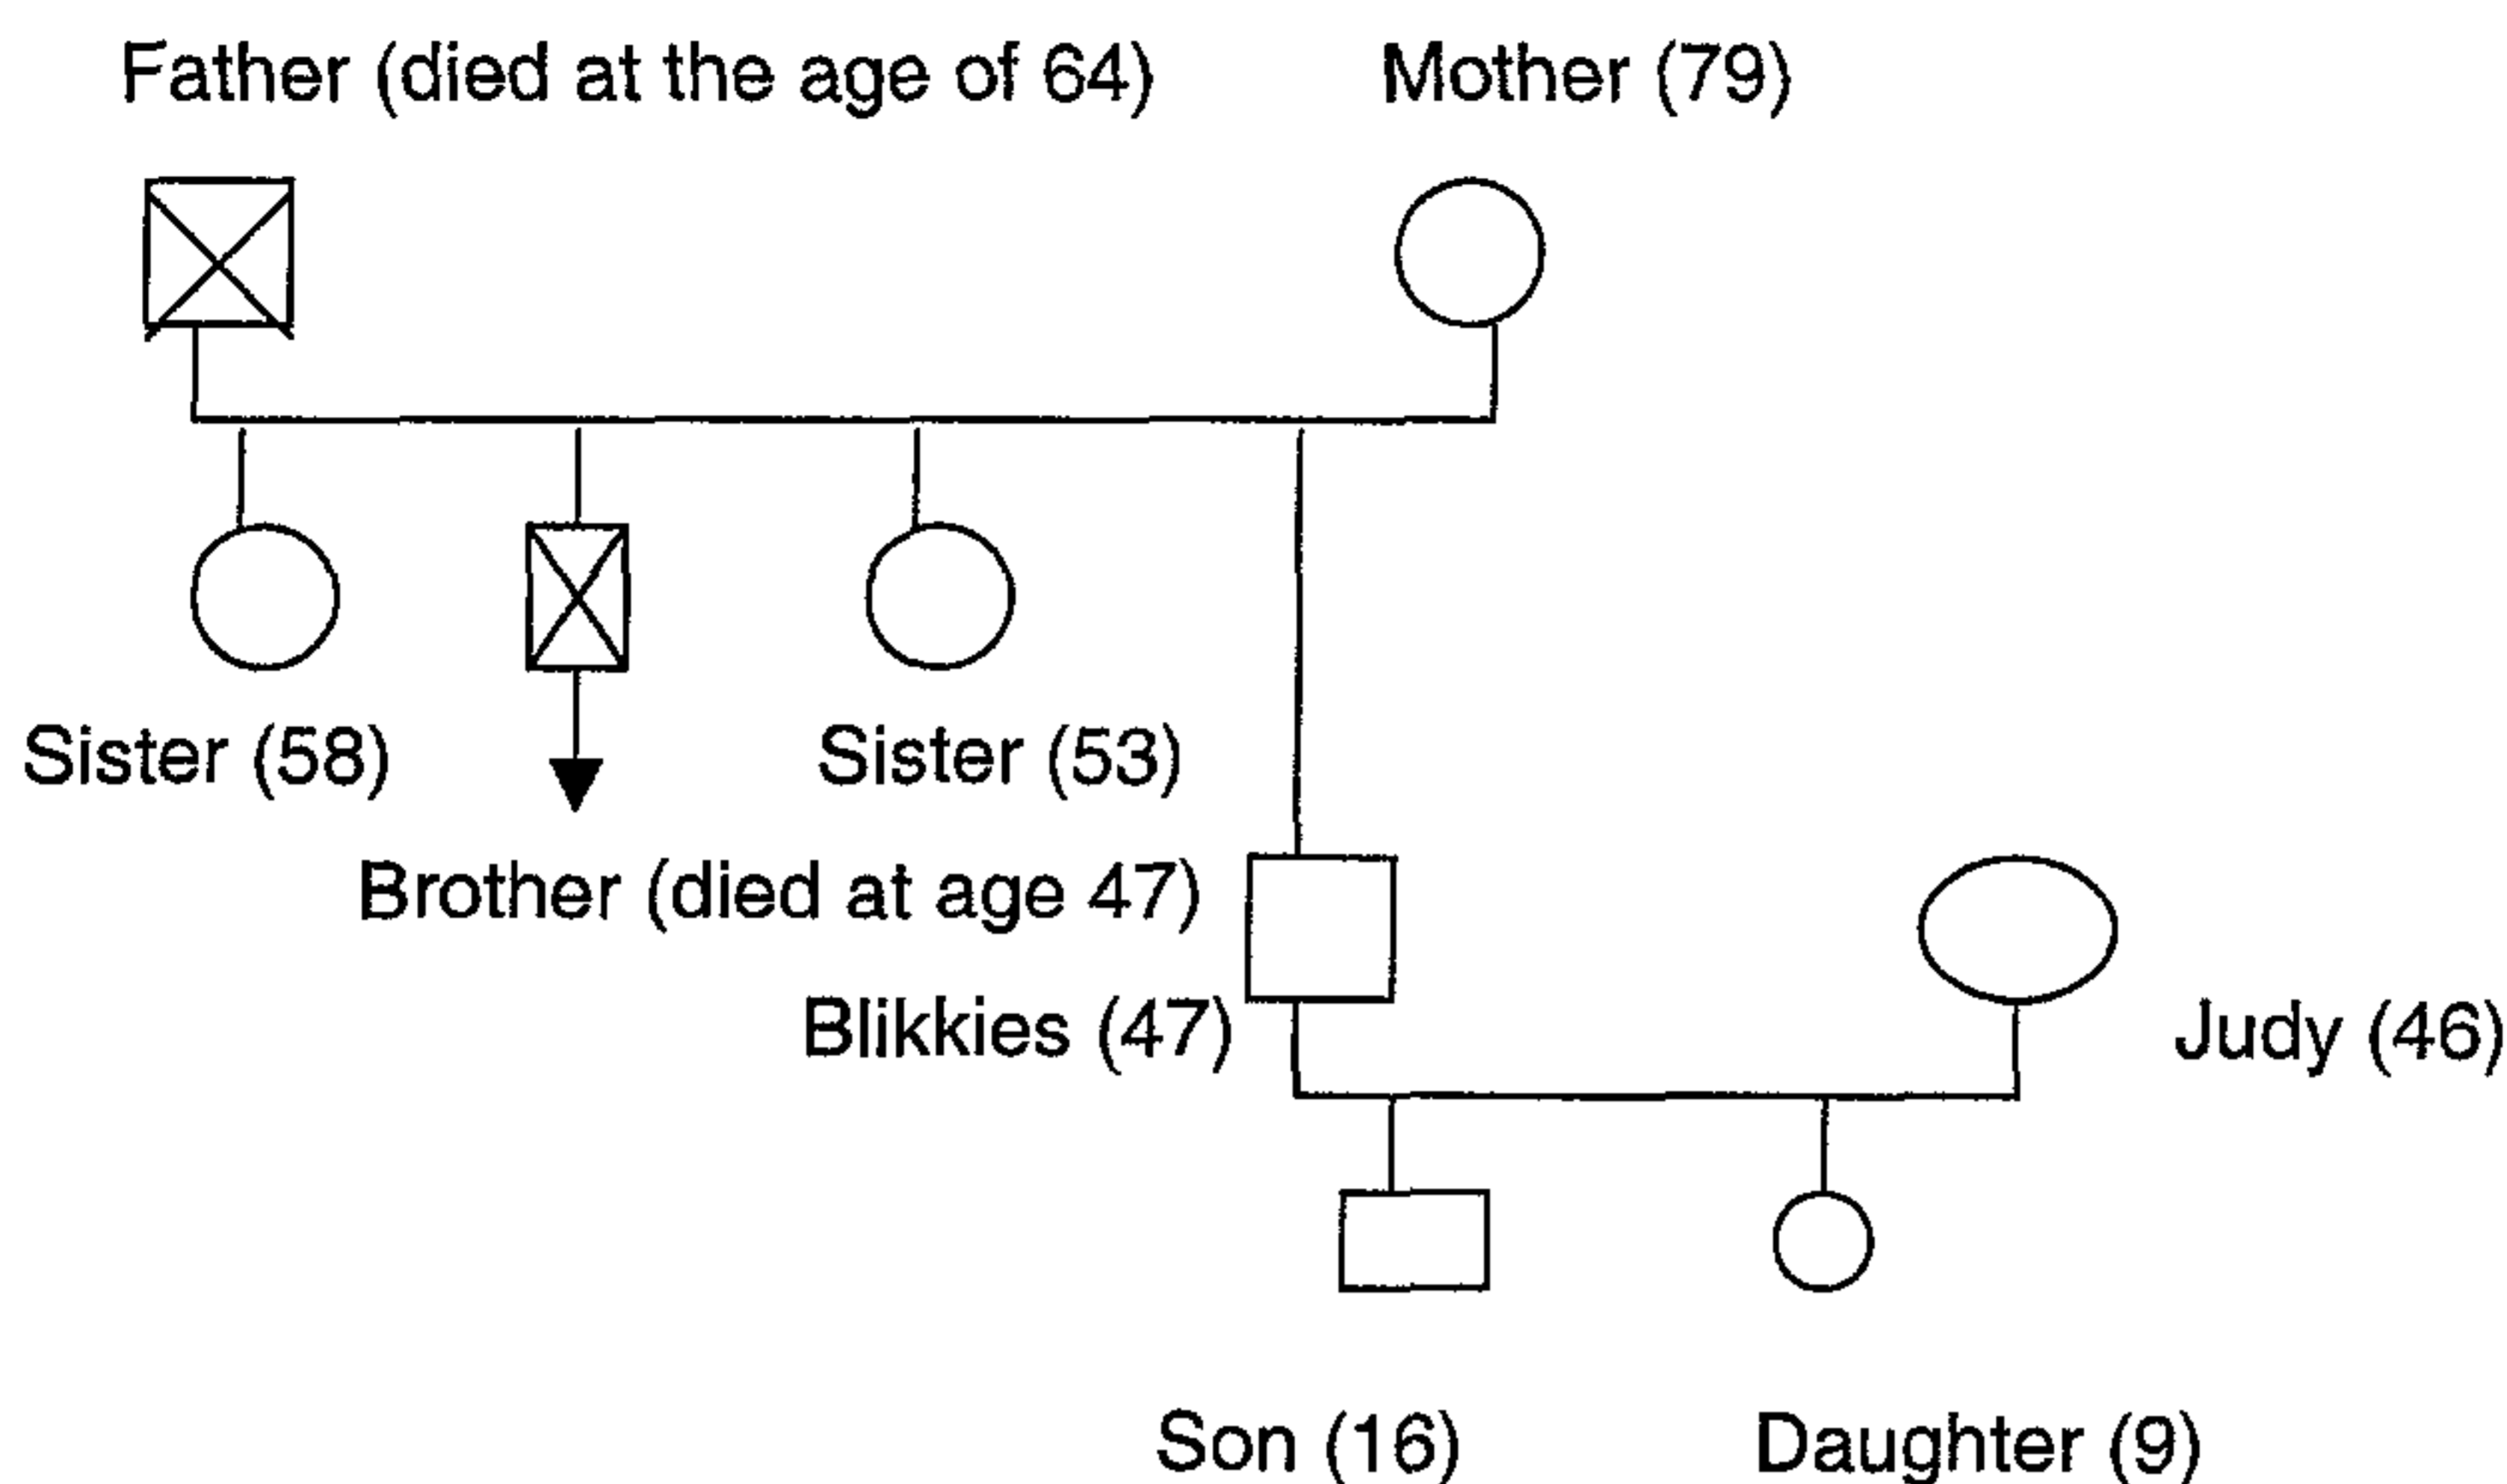 Father (died at the age of 64)
Mother (79)
Sister (58)
Sister (53)
Brother (died at age 47)
Blikkies (47)
Judy (46)
Son (16)
Daughter (9)